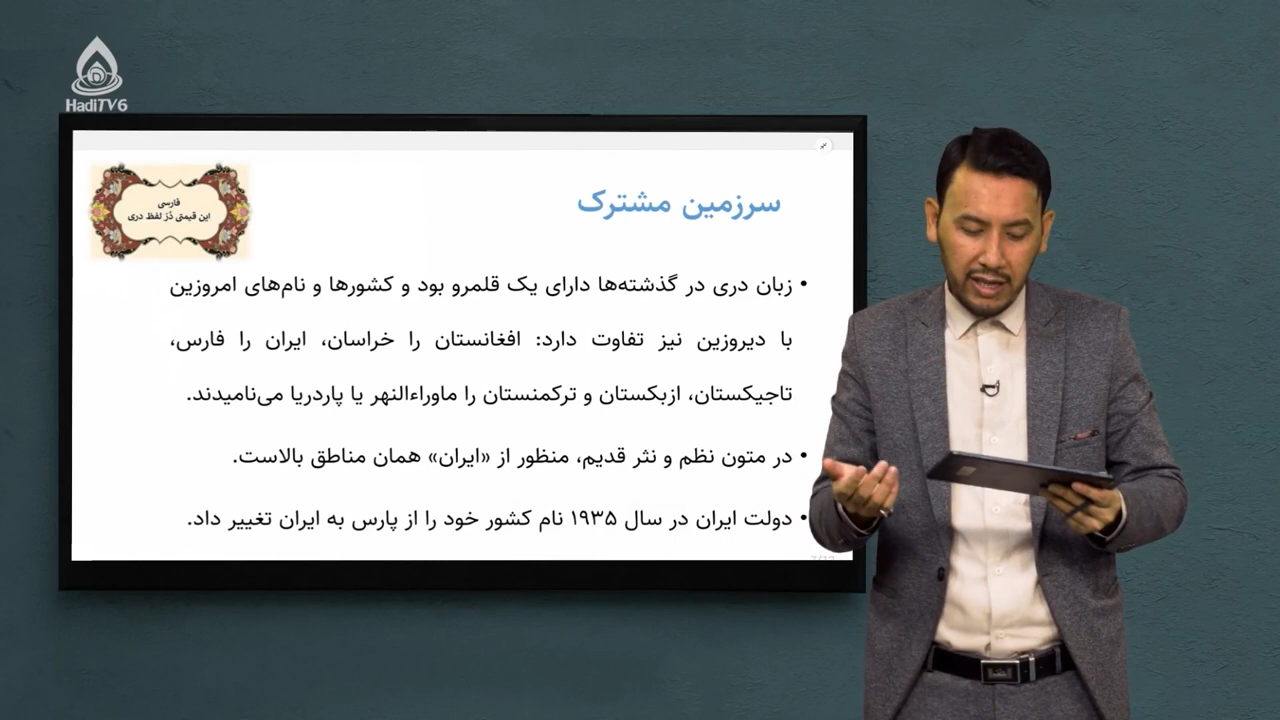 HadiTV6
فارسی
این قیمتی دُرّ لفظ دری
سرزمین مشترک
• زبان دری در گذشته‌ها دارای یک قلمرو بود و کشورها و نام‌های امروزین
با دیروزین نیز تفاوت دارد: افغانستان را خراسان، ایران را فارس،
تاجیکستان، ازبکستان و ترکمنستان را ماوراءالنهر یا پاردریا می‌نامیدند.
• در متون نظم و نثر قدیم، منظور از «ایران» همان مناطق بالاست.
• دولت ایران در سال ۱۹۳۵ نام کشور خود را از پارس به ایران تغییر داد.